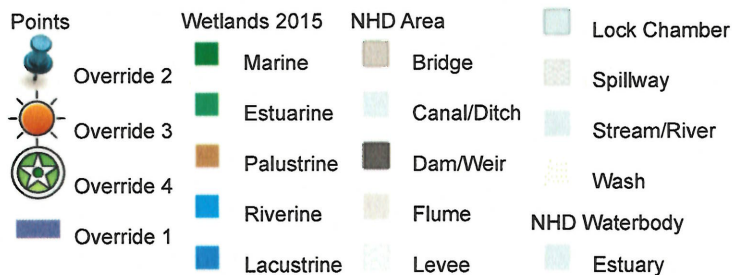 Points
Override 2
Override 3
Override 4
Override 1
Wetlands 2015
Marine
Estuarine
Palustrine
Riverine
Lacustrine
NHD Area
Bridge
Canal/Ditch
Dam/Weir
Flume
Levee
Lock Chamber
Spillway
Stream/River
Wash
NHD Waterbody
Estuary